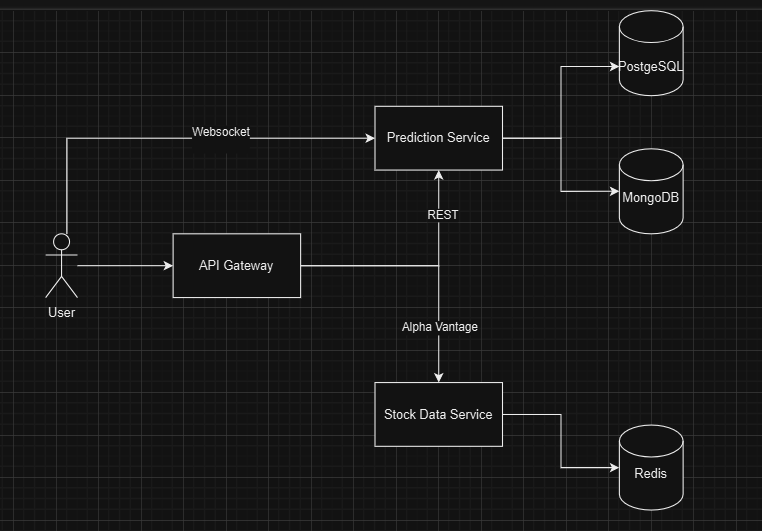 PostgeSQL
Websocket
Prediction Service
MongoDB
REST
API Gateway
User
Alpha Vantage
Stock Data Service
Redis